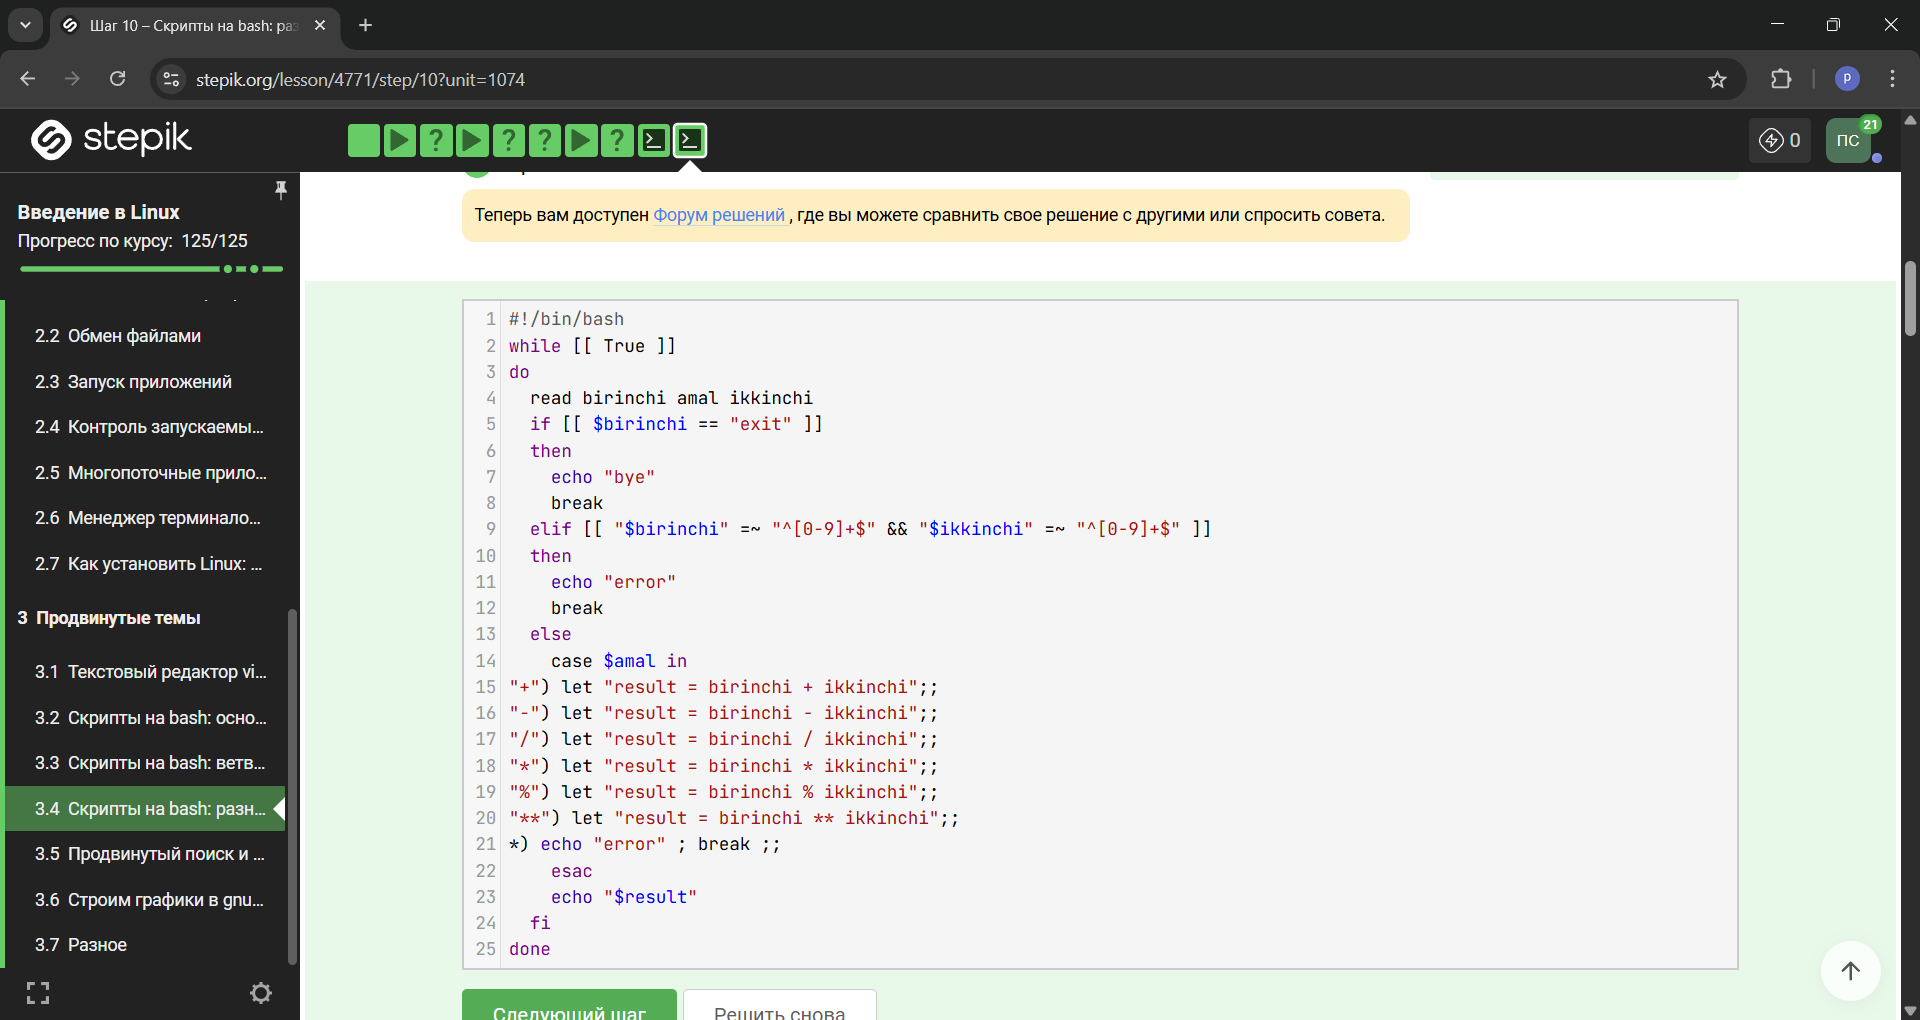 Шаг 10 – Скрипты на bash: раз
stepik.org/lesson/4771/step/10?unit=1074
P
stepik
?
?
?
?
0
ПС
21
Введение в Linux
Прогресс по курсу: 125/125
2.2 Обмен файлами
2.3 Запуск приложений
2.4 Контроль запускаемы...
2.5 Многопоточные прило...
2.6 Менеджер терминало...
2.7 Как установить Linux: ...
3 Продвинутые темы
3.1 Текстовый редактор vi...
3.2 Скрипты на bash: осно...
3.3 Скрипты на bash: ветв...
3.4 Скрипты на bash: разн...
3.5 Продвинутый поиск и ...
3.6 Строим графики в gnu...
3.7 Разное
Теперь вам доступен Форум решений , где вы можете сравнить свое решение с другими или спросить совета.
1 #!/bin/bash
2 while [[ True ]]
3 do
4   read birinchi amal ikkinchi
5   if [[ $birinchi == "exit" ]]
6   then
7     echo "bye"
8     break
9   elif [[ "$birinchi" =~ "^[0-9]+$" && "$ikkinchi" =~ "^[0-9]+$" ]]
10   then
11     echo "error"
12     break
13   else
14     case $amal in
15 "+") let "result = birinchi + ikkinchi";;
16 "-") let "result = birinchi - ikkinchi";;
17 "/") let "result = birinchi / ikkinchi";;
18 "*") let "result = birinchi * ikkinchi";;
19 "%") let "result = birinchi % ikkinchi";;
20 "**") let "result = birinchi ** ikkinchi";;
21 *) echo "error" ; break ;;
22     esac
23     echo "$result"
24   fi
25 done
Следующий шаг
Решить снова